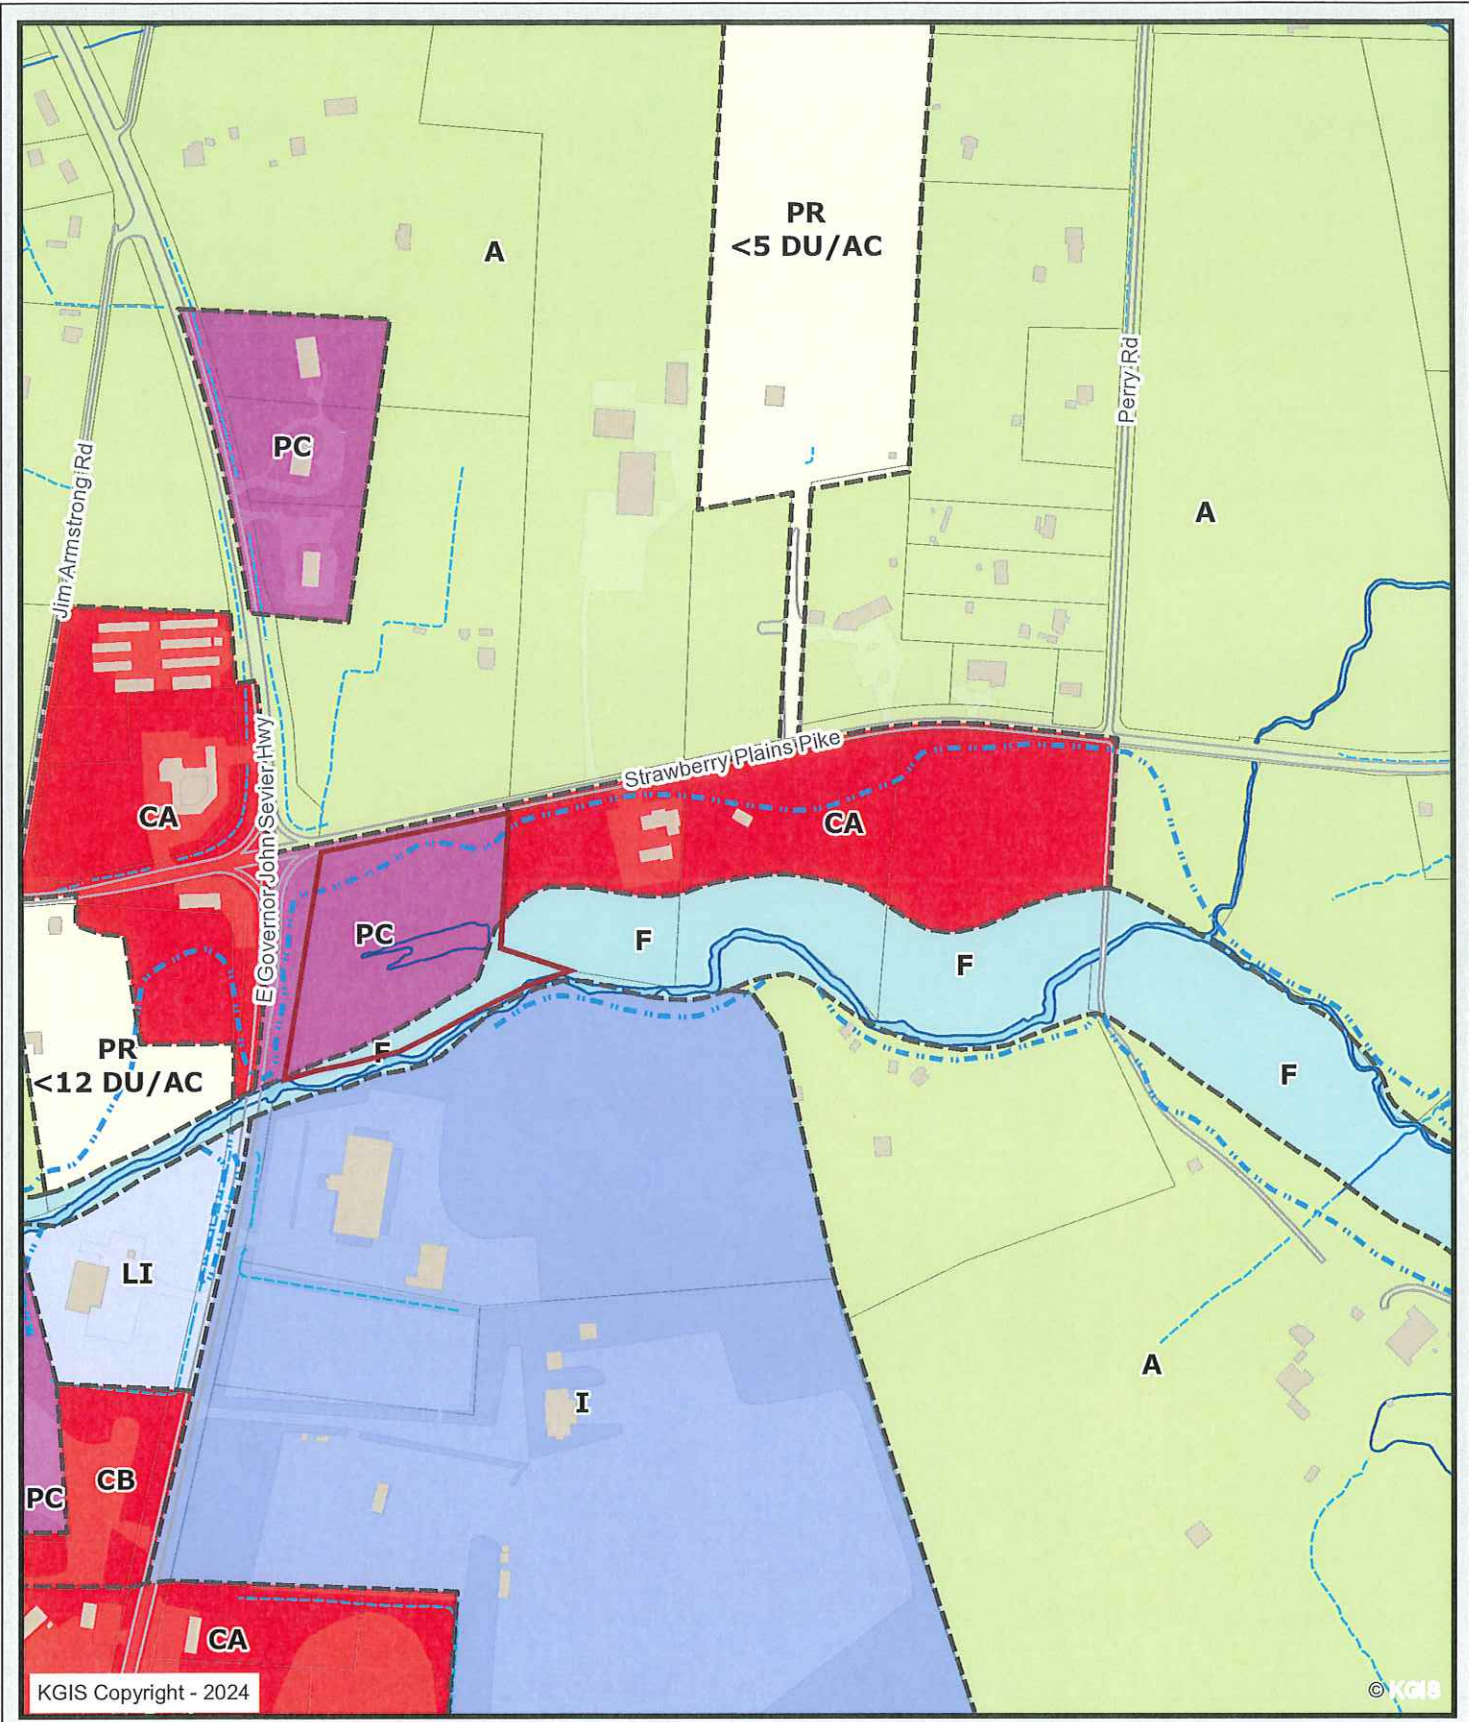 PR
<5 DU/AC
A
Perry Rd
PC
Jim Armstrong Rd
A
E Governor John Sevier Hwy
Strawberry Plains Pike
CA
CA
PC
F
F
F
PR
<12 DU/AC
F
LI
A
I
CB
PC
CA
KGIS Copyright - 2024
© KGIS